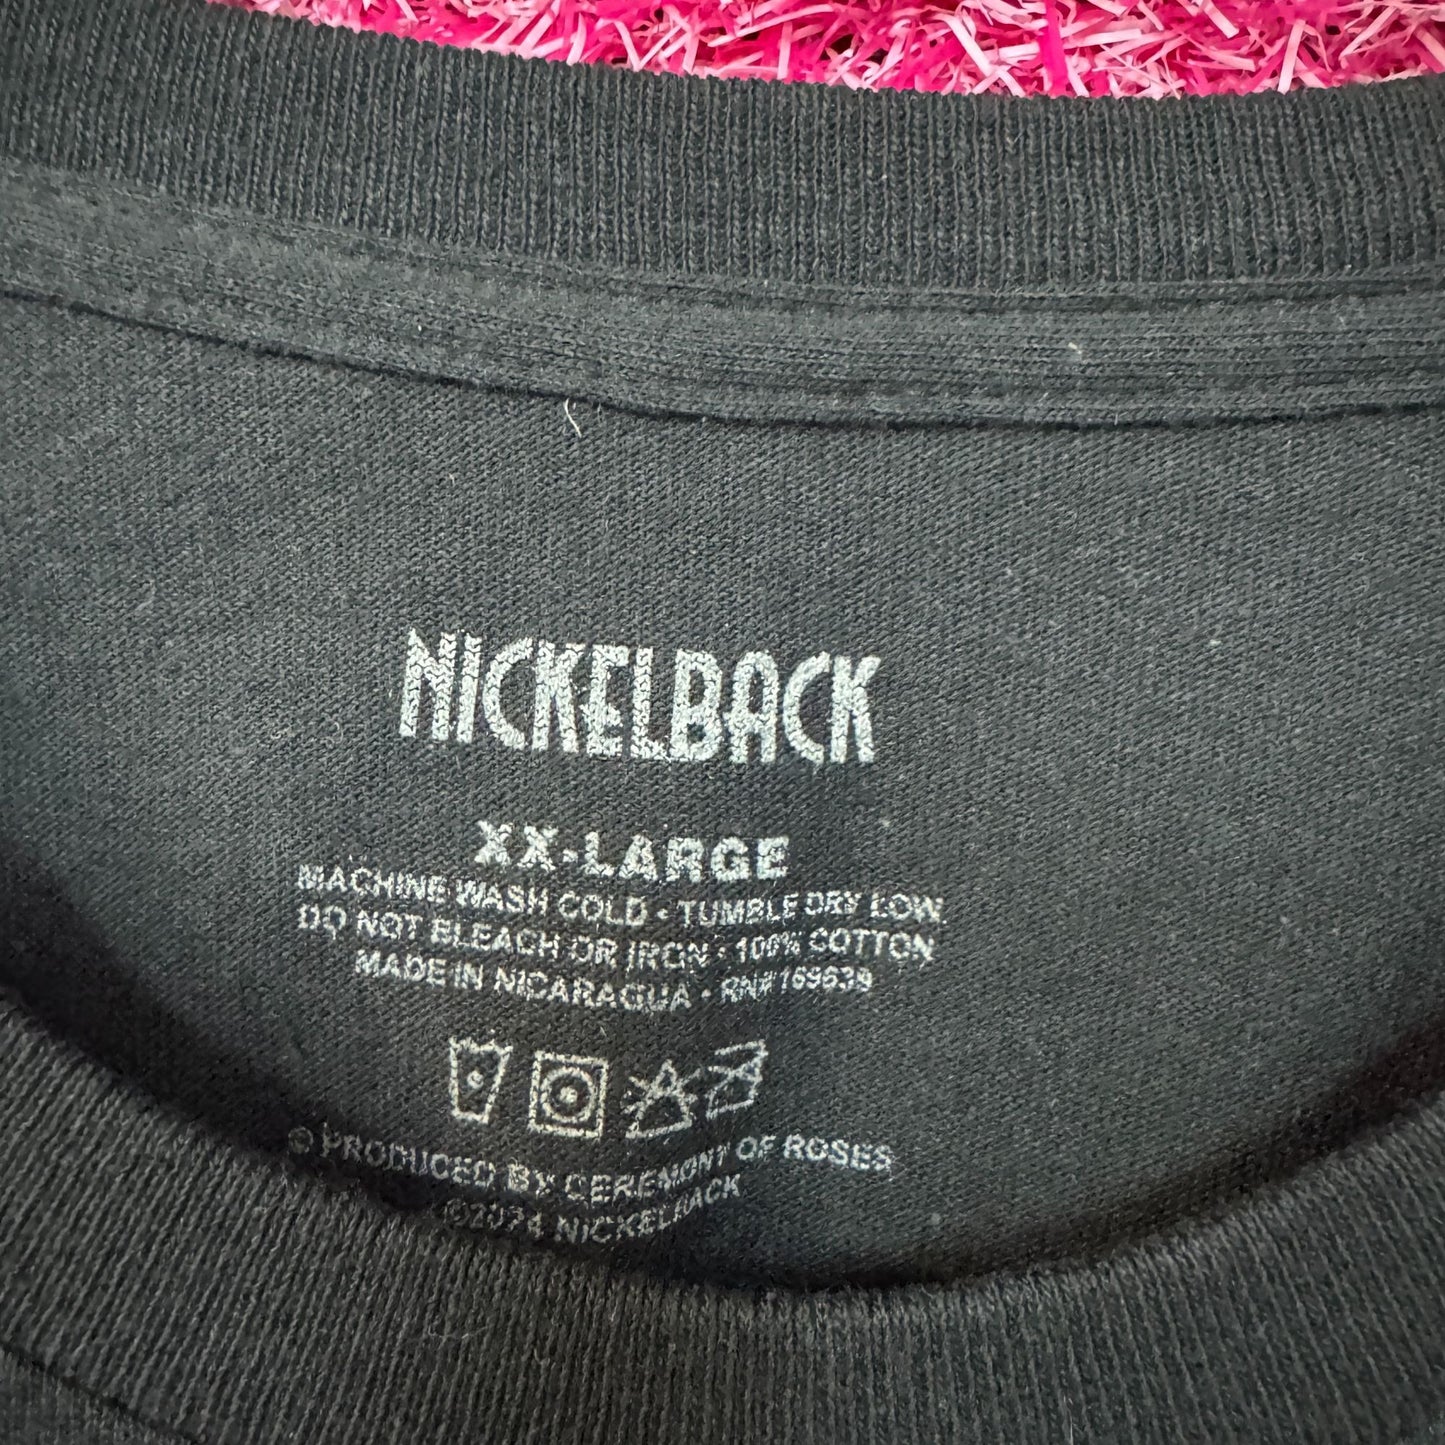 NICKELBACK
XX-LARGE
MACHINE WASH COLD • TUMBLE DRY LOW
DO NOT BLEACH OR IRON • 100% COTTON
MADE IN NICARAGUA • RN#169639
© PRODUCED BY CEREMONY OF ROSES
©2024 NICKELBACK